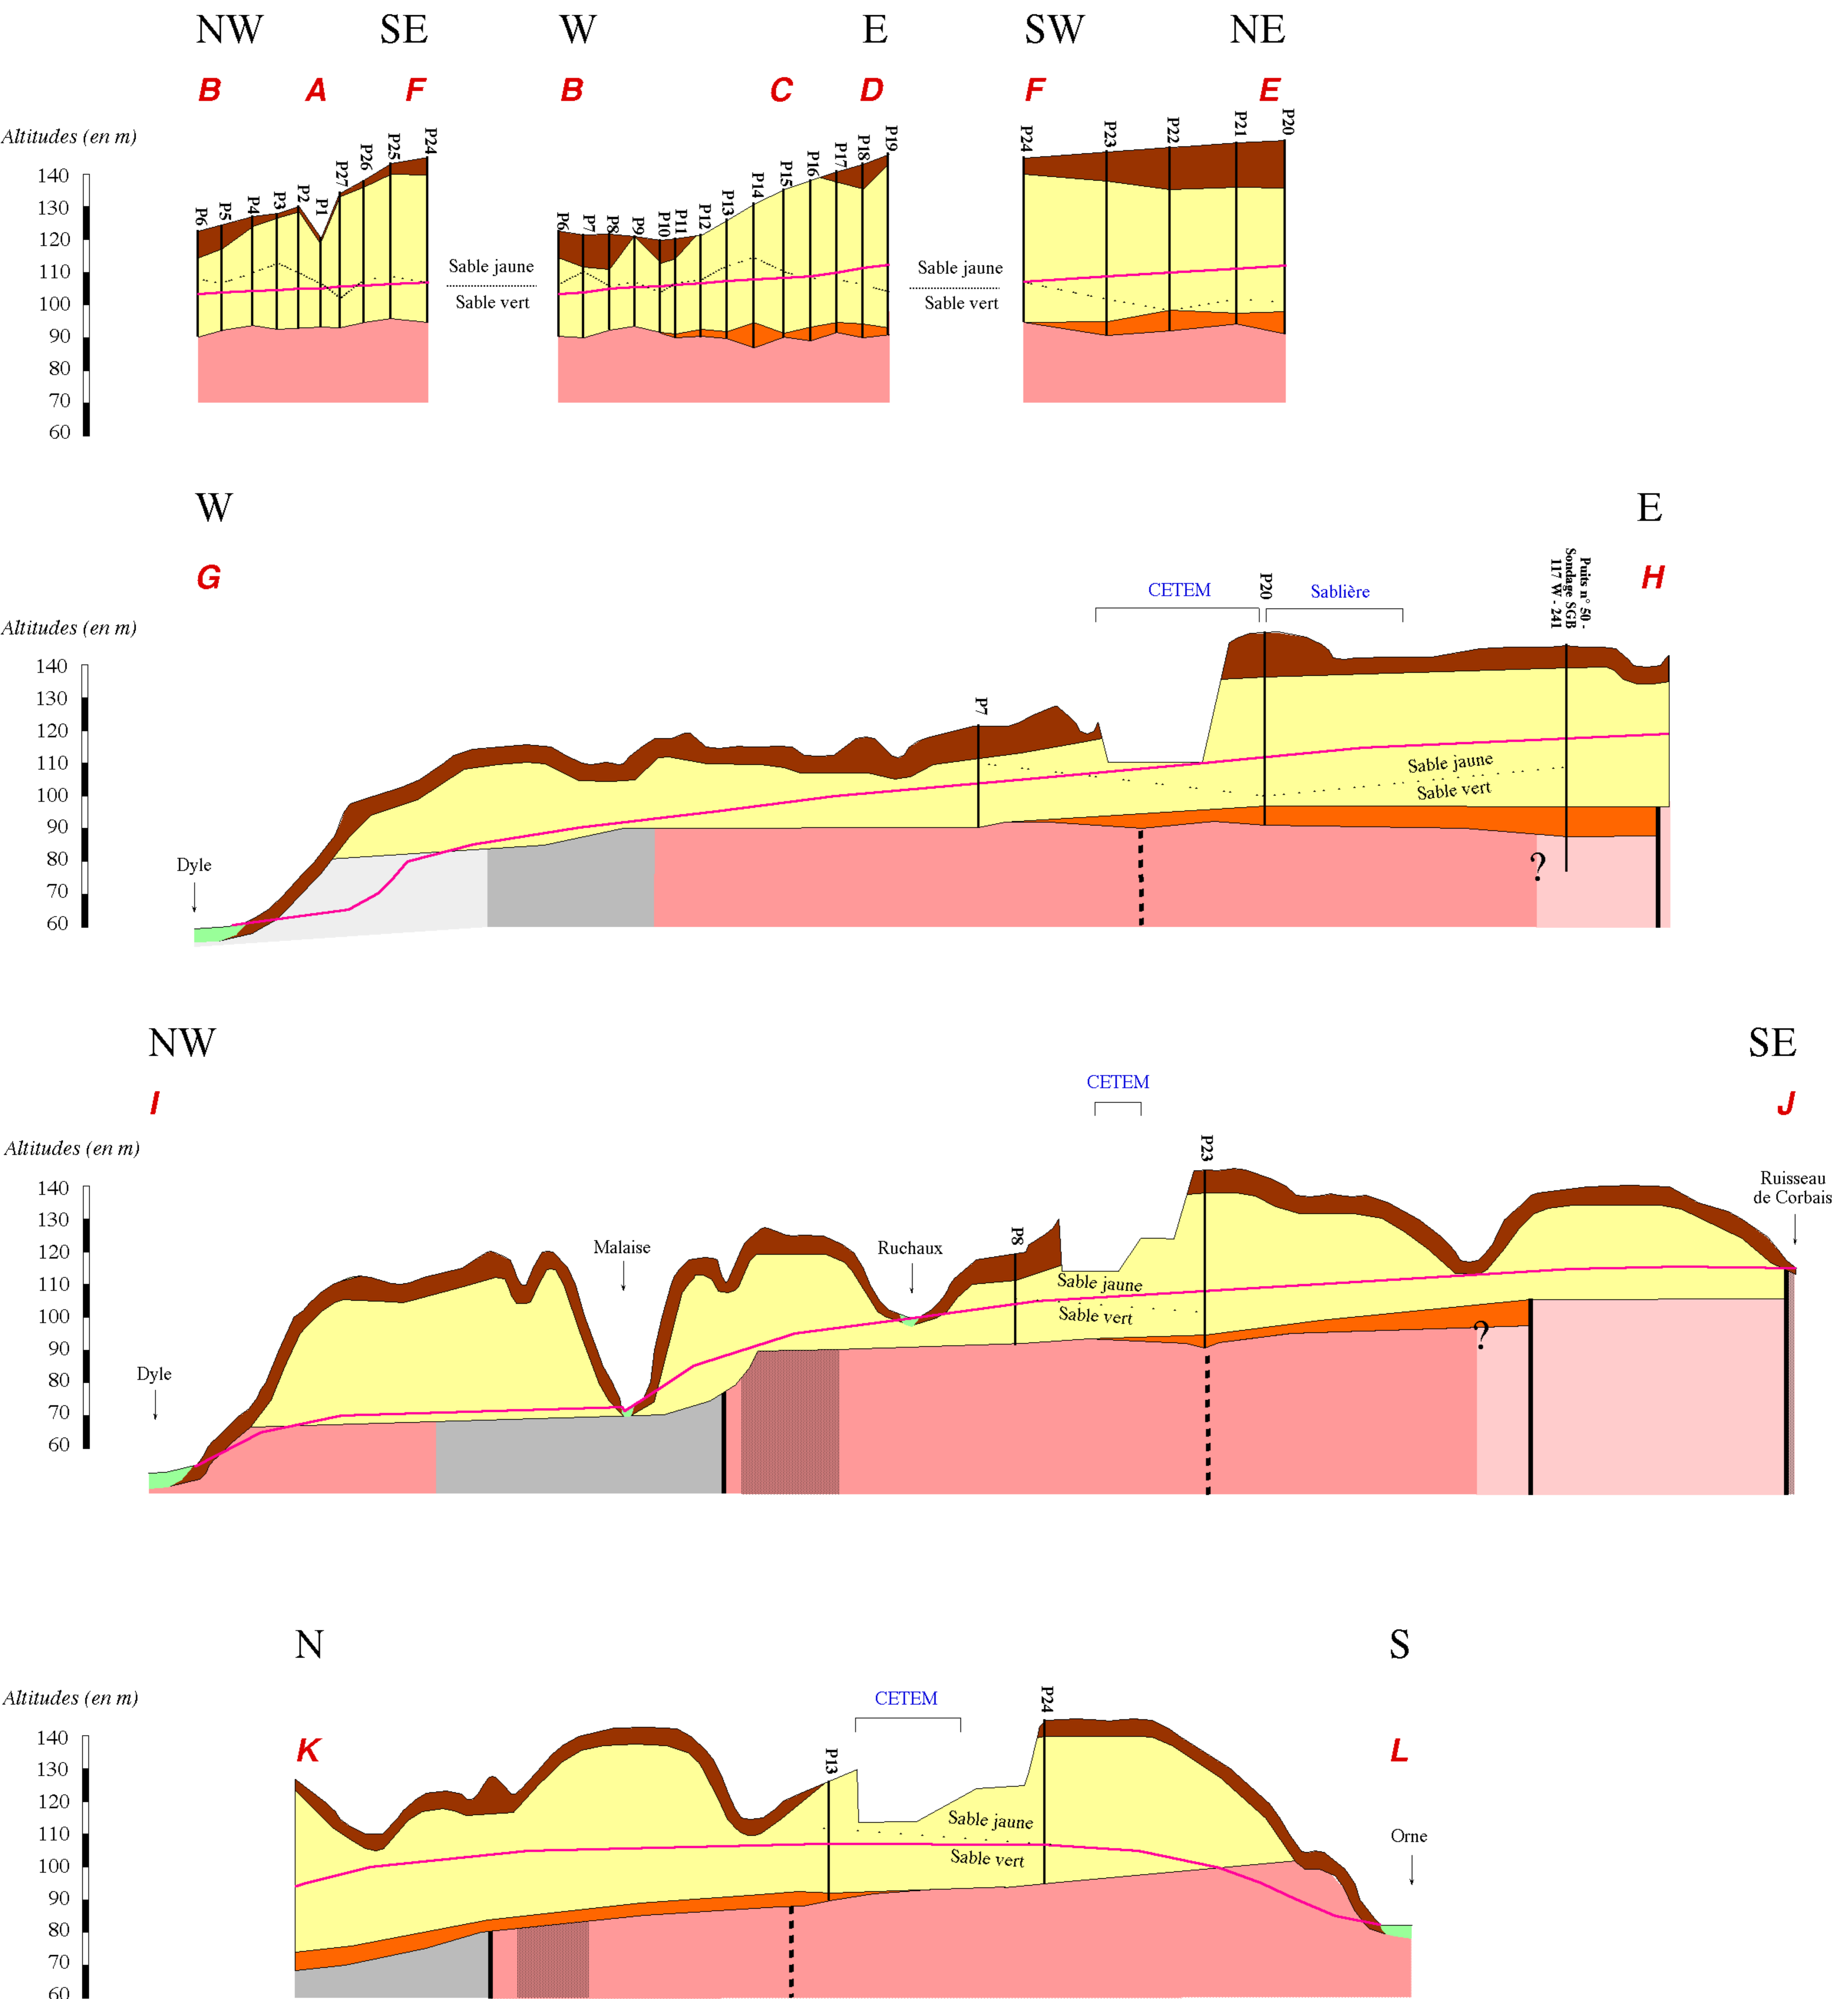 NW SE W E SW NE
B A F B C D F E
Altitudes (en m)
P6 P5 P4 P3 P2 P1 P27 P26 P25 P24
P6 P7 P8 P9 P10 P11 P12 P13 P14 P15 P16 P17 P18 P19
P24 P23 P22 P21 P20
140
130
120
110
100
90
80
70
60
Sable jaune
Sable vert
Sable jaune
Sable vert
W E
G H
Altitudes (en m)
CETEM
P20
Sablière
Puits n° 50 -
Sondage SGB
117 W - 241
P7
140
130
120
110
100
90
80
70
60
Sable jaune
Sable vert
Dyle
?
NW SE
I J
CETEM
Altitudes (en m)
P23
Ruisseau
de Corbais
140
130
120
110
100
90
80
70
60
Malaise
Ruchaux
P8
Sable jaune
Sable vert
?
Dyle
N S
Altitudes (en m)
CETEM
P24
K L
P13
140
130
120
110
100
90
80
70
60
Sable jaune
Sable vert
Orne